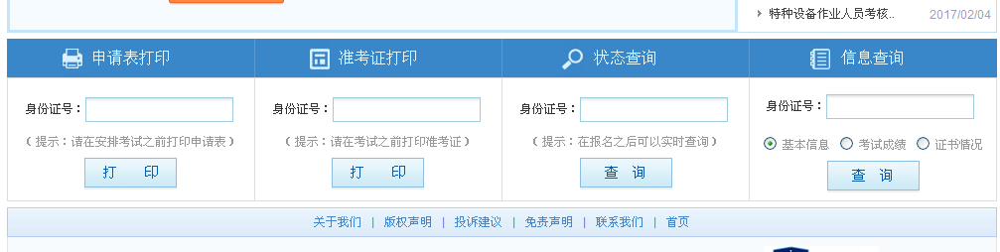 特种设备作业人员考核..
2017/02/04
申请表打印
准考证打印
状态查询
信息查询
身份证号：
身份证号：
身份证号：
身份证号：
（提示：请在安排考试之前打印申请表）
（提示：请在考试之前打印准考证）
（提示：在报名之后可以实时查询）
基本信息 考试成绩 证书情况
打 印
打 印
查 询
查 询
关于我们 | 版权声明 | 投诉建议 | 免责声明 | 联系我们 | 首页